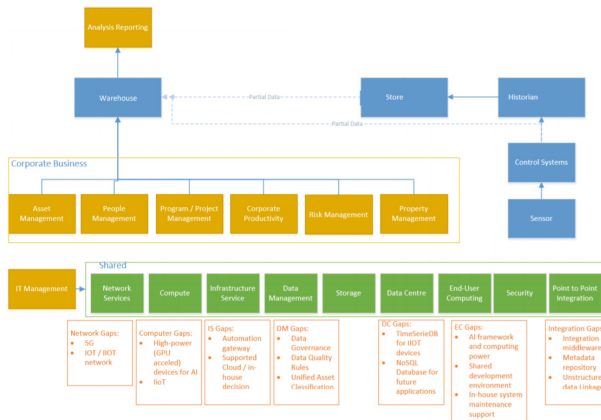 Analysis Reporting
Warehouse
Partial Data
Store
Historian
Partial Data
Control Systems
Sensor
Corporate Business
Asset
Management
People
Management
Program / Project
Management
Corporate
Productivity
Risk Management
Property
Management
IT Management
Shared
Network
Services
Compute
Infrastructure
Service
Data
Management
Storage
Data Centre
End-User
Computing
Security
Point to Point
Integration
Network Gaps:
• 5G
• IOT / IIOT
network
Computer Gaps:
• High-power
(GPU
acceled)
devices for AI
• IIoT
IS Gaps:
• Automation
gateway
• Supported
Cloud / in-
house
decision
DM Gaps:
• Data
Governance
• Data Quality
Rules
• Unified Asset
Classification
DC Gaps:
• TimeSerieDB
for IIOT
devices
• NoSQL
Database for
future
applications
EC Gaps:
• AI framework
and computing
power
• Shared
development
environment
• In-house system
maintenance
support
Integration Gaps:
• Integration
middleware
• Metadata
repository
• Unstructure
data Linkage